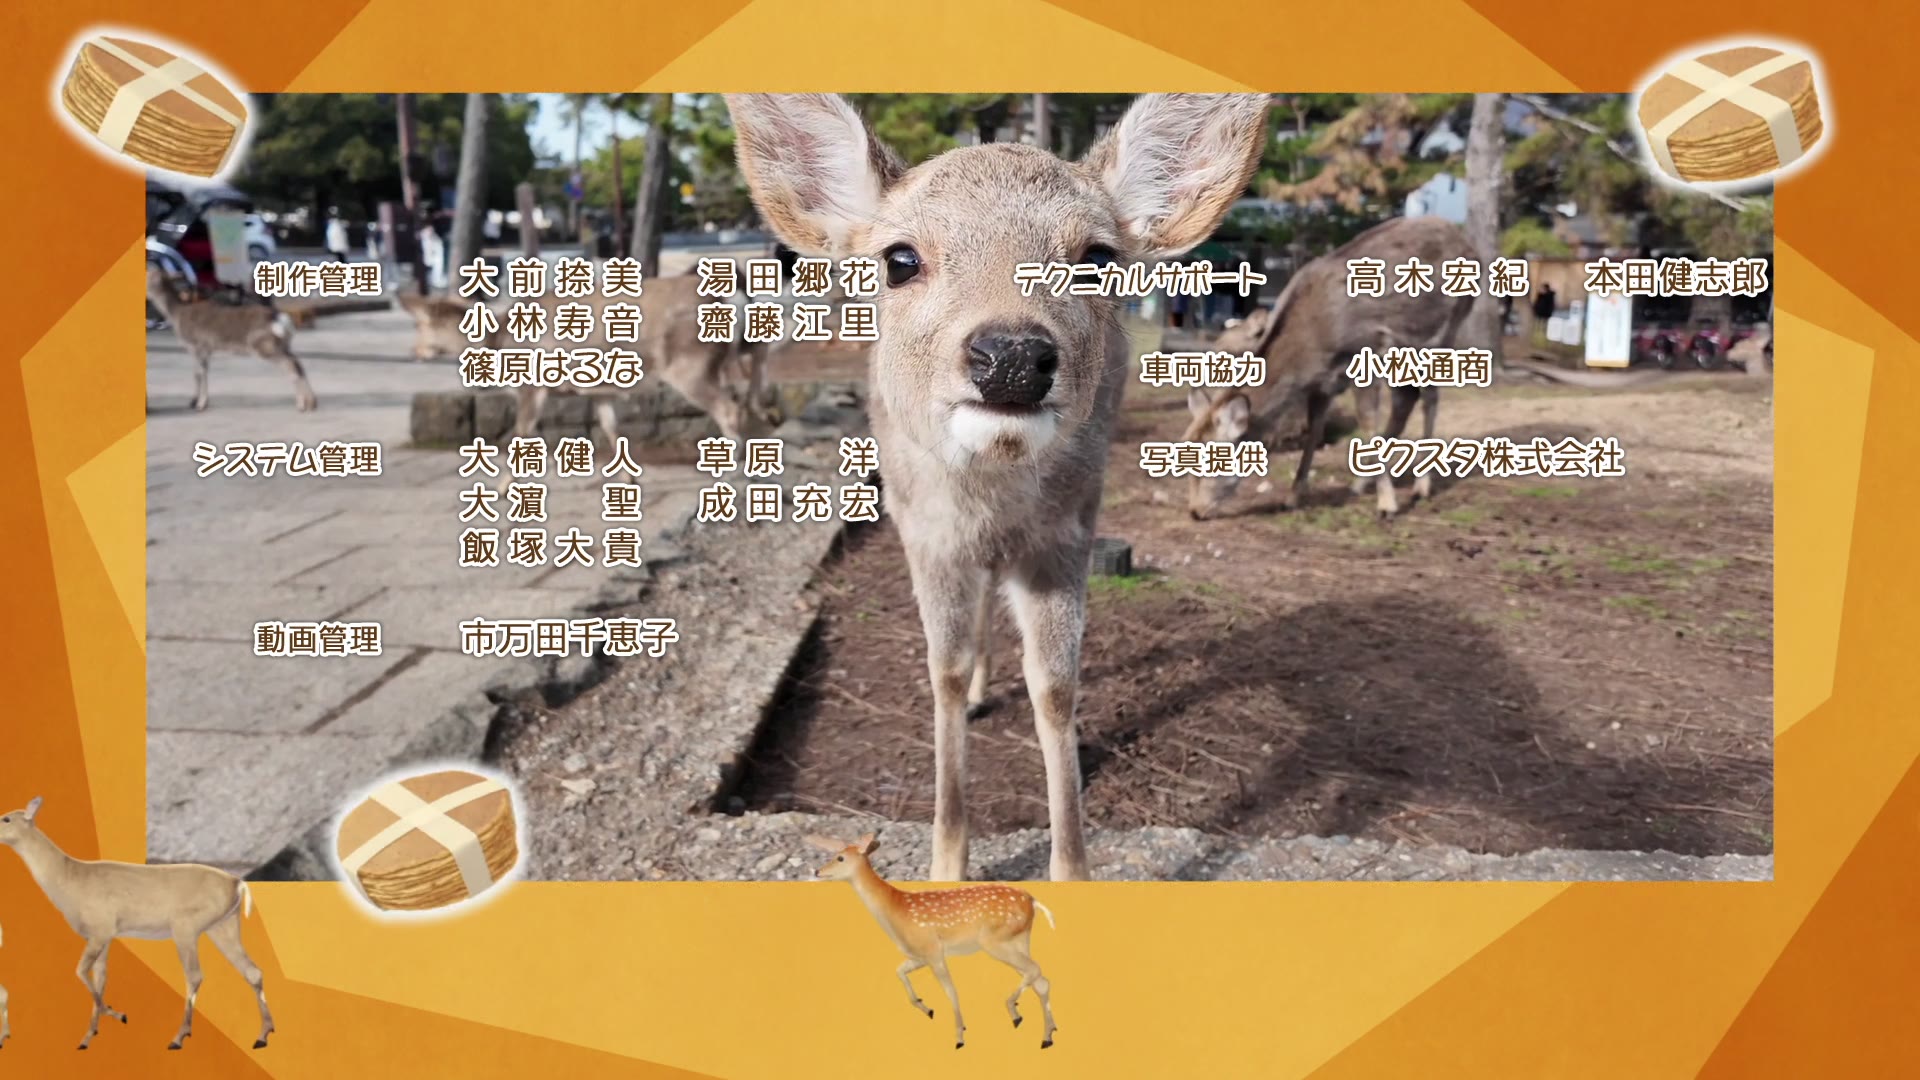 制作管理 大前捺美 湯田郷花
小林寿音 齋藤江里
篠原はるな
システム管理 大橋健人 草原 洋
大濵 聖 成田充宏
飯塚大貴
動画管理 市万田千恵子
テクニカルサポート 高木宏紀 本田健志郎
車両協力 小松通商
写真提供 ピクスタ株式会社